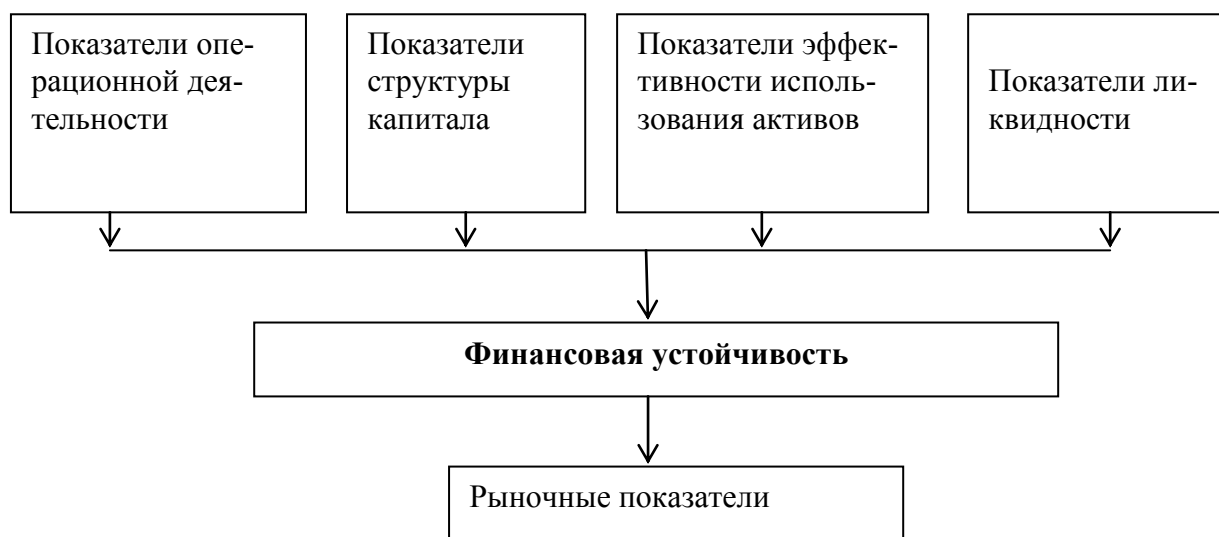 Показатели опе-
рационной дея-
тельности
Показатели
структуры
капитала
Показатели эффек-
тивности исполь-
зования активов
Показатели ли-
квидности
Финансовая устойчивость
Рыночные показатели